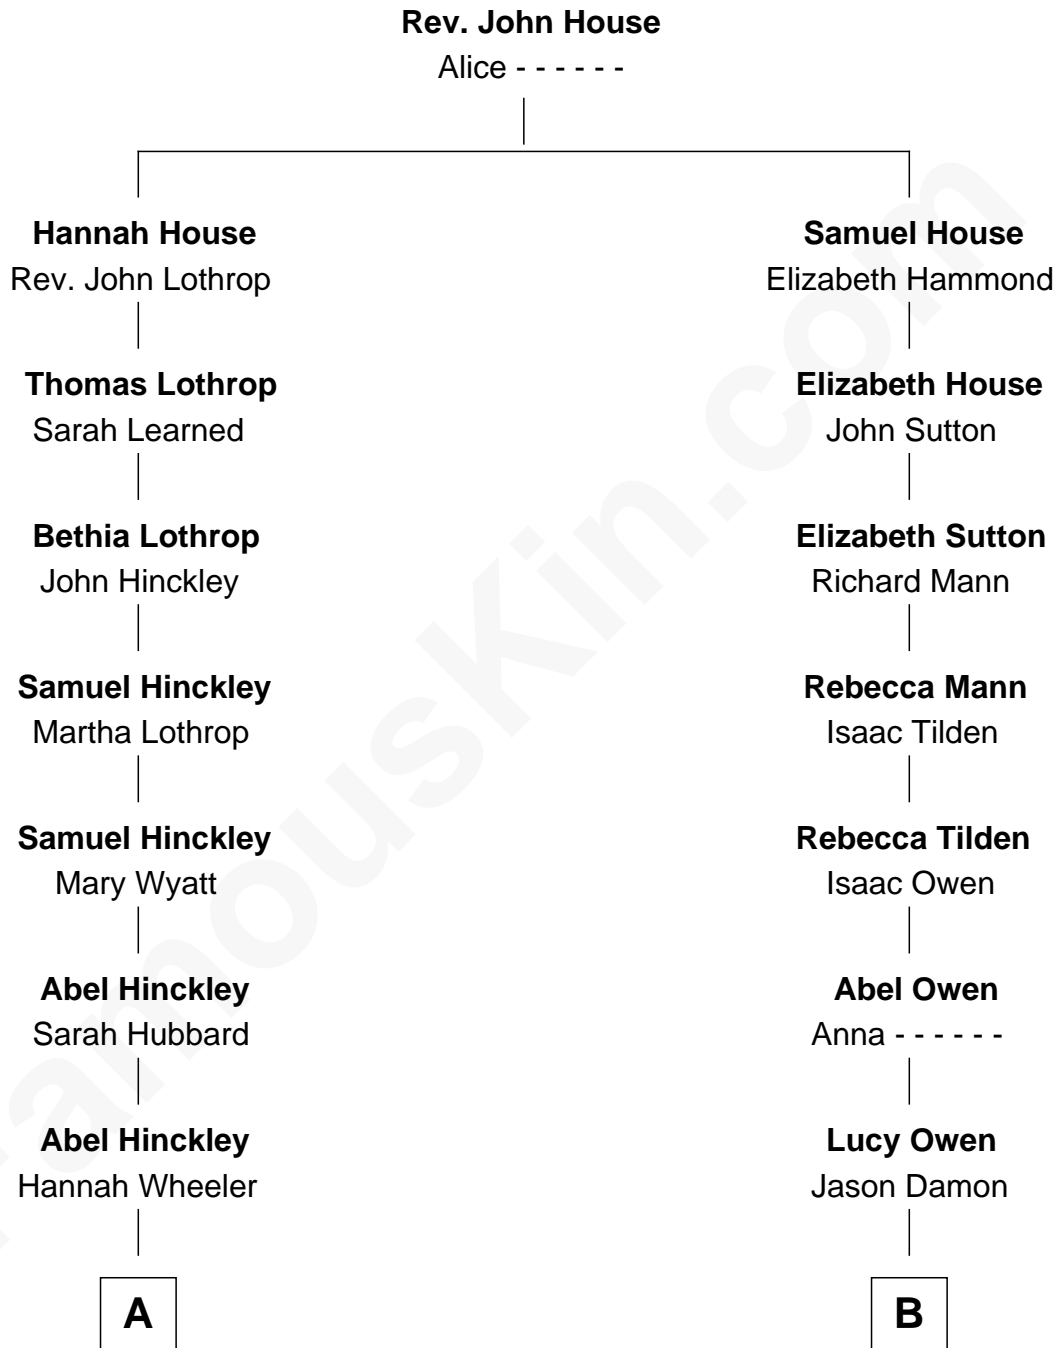 Rev. John House
Alice - - - - - -
Hannah House
Rev. John Lothrop
Thomas Lothrop
Sarah Learned
Bethia Lothrop
John Hinckley
Samuel Hinckley
Martha Lothrop
Samuel Hinckley
Mary Wyatt
Abel Hinckley
Sarah Hubbard
Abel Hinckley
Hannah Wheeler
A
Samuel House
Elizabeth Hammond
Elizabeth House
John Sutton
Elizabeth Sutton
Richard Mann
Rebecca Mann
Isaac Tilden
Rebecca Tilden
Isaac Owen
Abel Owen
Anna - - - - - -
Lucy Owen
Jason Damon
B
FamousKin.com